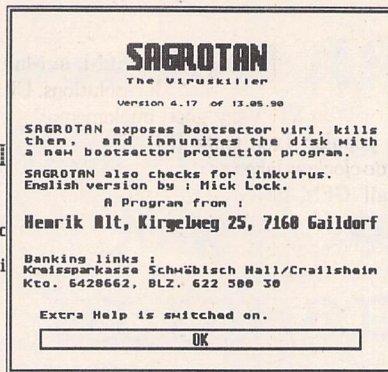 SAGROTAN
The Viruskiller
Version 4.17 of 13.05.90
SAGROTAN exposes bootsector viri, kills
them, and immunizes the disk with
a new bootsector protection program.
SAGROTAN also checks for linkvirus.
English version by : Mick Lock.
A Program from :
Henrik Alt, Kirgelweg 25, 7160 Gaildorf
Banking links :
Kreissparkasse Schwäbisch Hall/Crailsheim
Kto. 6428662, BLZ. 622 500 30
Extra Help is switched on.
OK